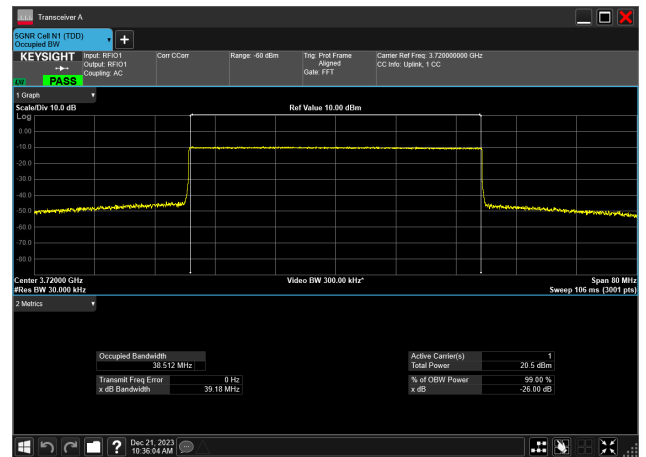 Transceiver A
5GNR Cell N1 (TDD)
Occupied BW
KEYSIGHT
LW PASS
Input: RFIO1
Output: RFIO1
Coupling: AC
Corr CCorr
Range: -60 dBm
Trig: Prot Frame
Aligned
Gate: FFT
Carrier Ref Freq: 3.720000000 GHz
CC Info: Uplink, 1 CC
1 Graph
Scale/Div 10.0 dB
Ref Value 10.00 dBm
Log
0.00
-10.0
-20.0
-30.0
-40.0
-50.0
-60.0
-70.0
-80.0
Center 3.72000 GHz
Video BW 300.00 kHz*
Span 80 MHz
#Res BW 30.000 kHz
Sweep 106 ms (3001 pts)
2 Metrics
Occupied Bandwidth
38.512 MHz
Active Carrier(s) 1
Total Power 20.5 dBm
Transmit Freq Error 0 Hz
x dB Bandwidth 39.18 MHz
% of OBW Power 99.00 %
x dB -26.00 dB
?
Dec 21, 2023
10:36:04 AM